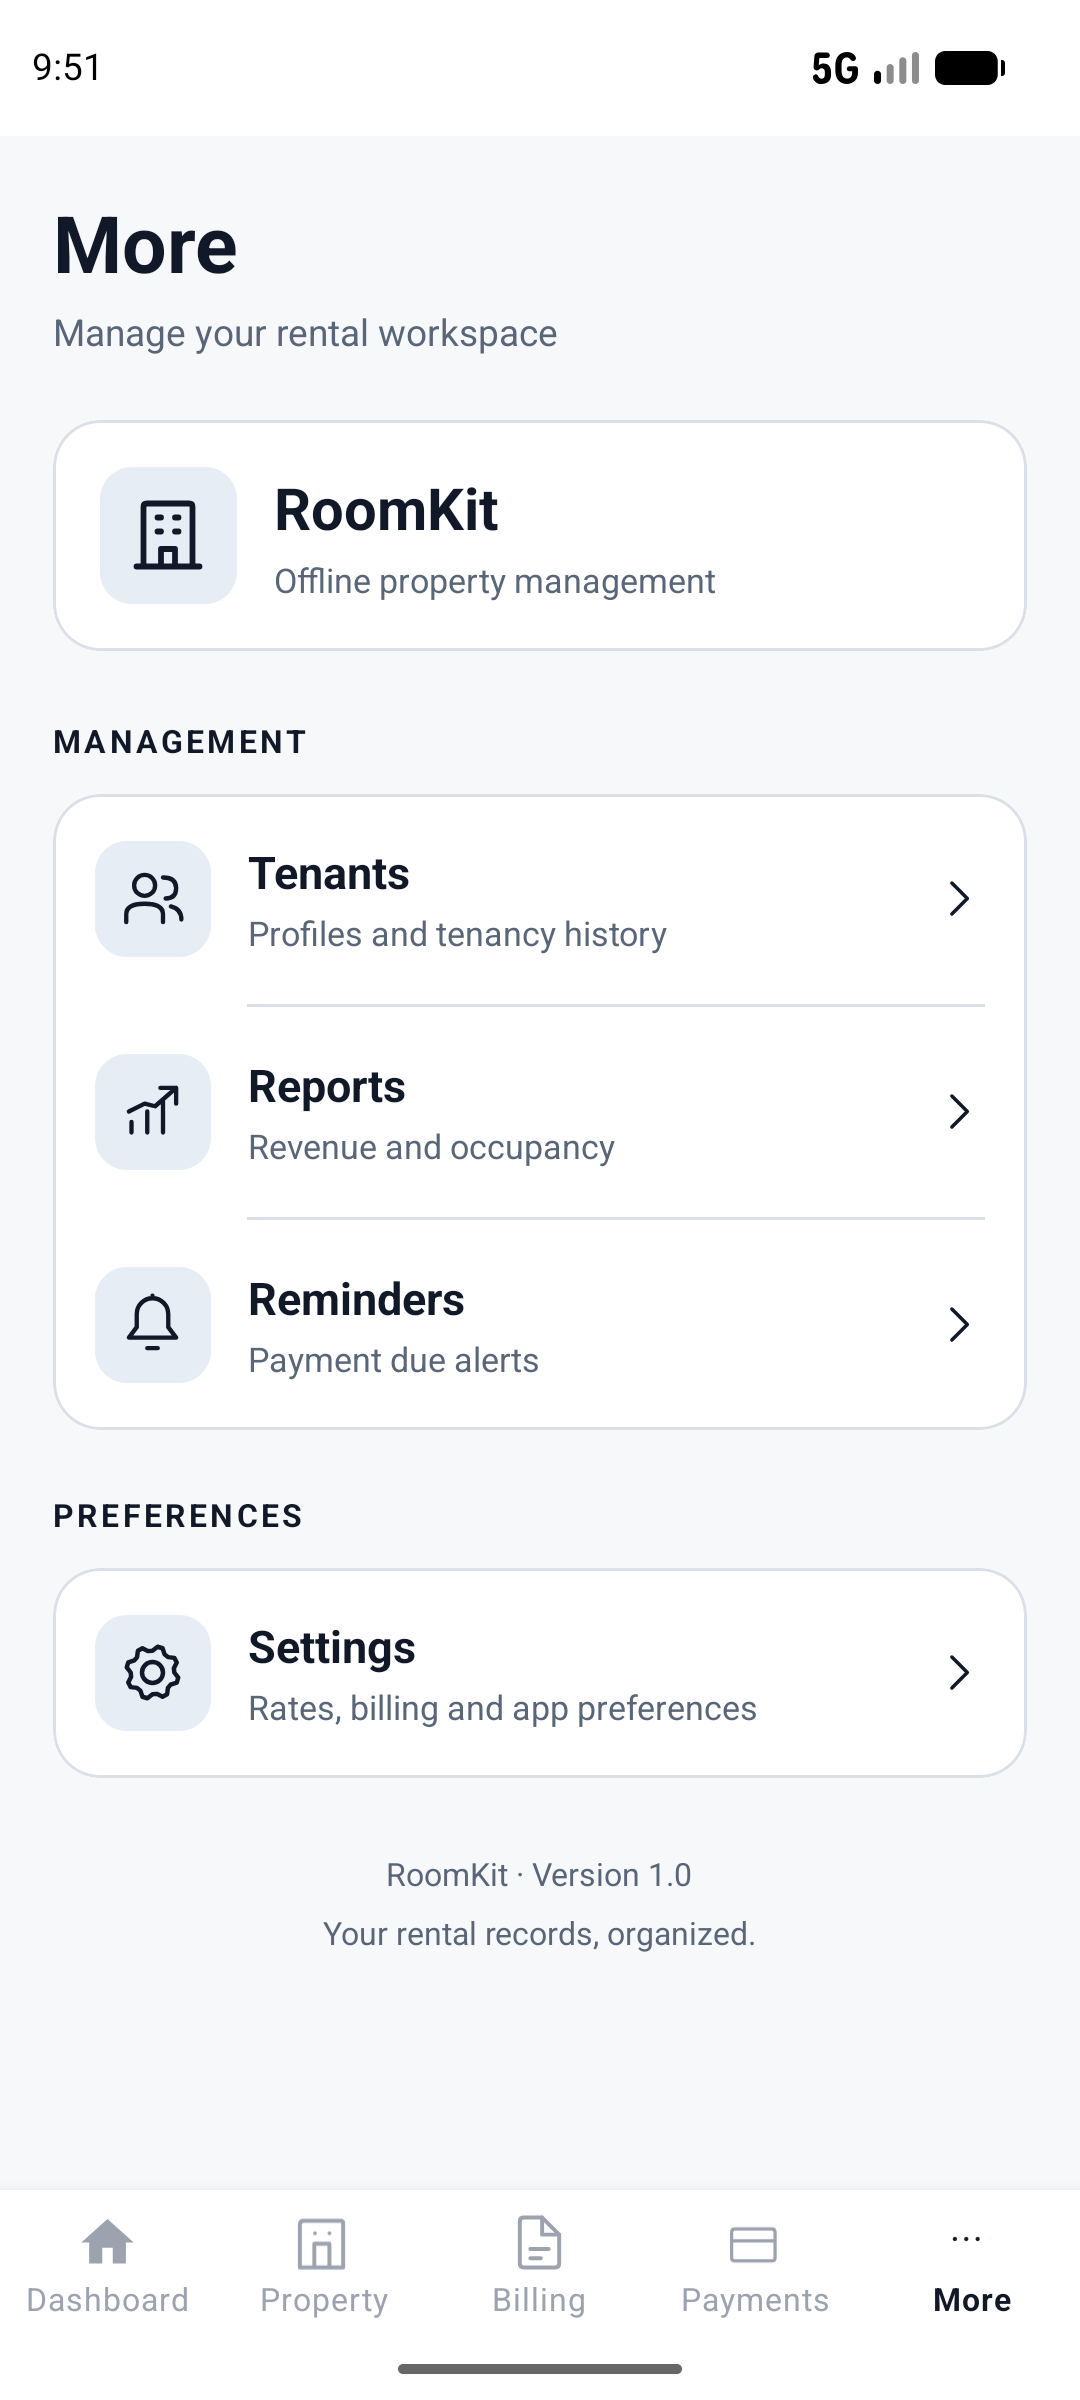 9:51
5G
More
Manage your rental workspace
RoomKit
Offline property management
MANAGEMENT
Tenants
Profiles and tenancy history
Reports
Revenue and occupancy
Reminders
Payment due alerts
PREFERENCES
Settings
Rates, billing and app preferences
RoomKit · Version 1.0
Your rental records, organized.
Dashboard
Property
Billing
Payments
More